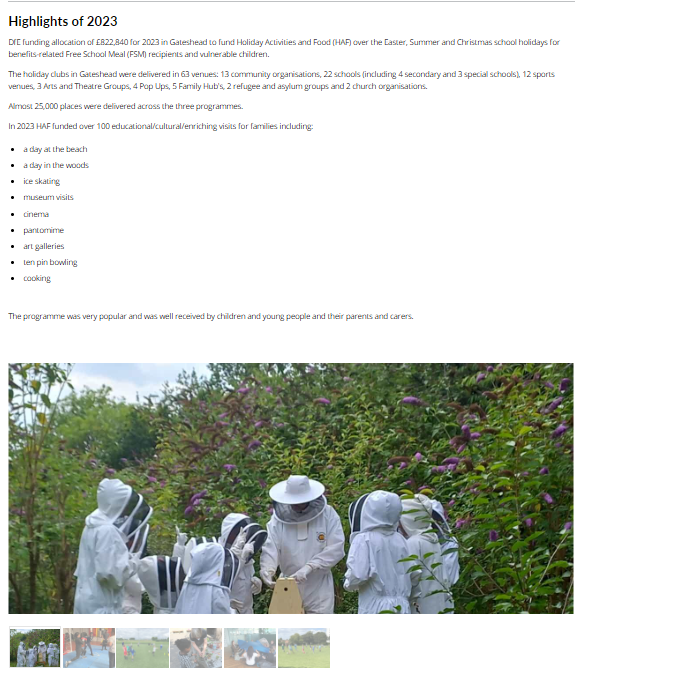 Highlights of 2023
DfE funding allocation of £822,840 for 2023 in Gateshead to fund Holiday Activities and Food (HAF) over the Easter, Summer and Christmas school holidays for
benefits-related Free School Meal (FSM) recipients and vulnerable children.
The holiday clubs in Gateshead were delivered in 63 venues: 13 community organisations, 22 schools (including 4 secondary and 3 special schools), 12 sports
venues, 3 Arts and Theatre Groups, 4 Pop Ups, 5 Family Hub's, 2 refugee and asylum groups and 2 church organisations.
Almost 25,000 places were delivered across the three programmes.
In 2023 HAF funded over 100 educational/cultural/enriching visits for families including:
• a day at the beach
• a day in the woods
• ice skating
• museum visits
• cinema
• pantomime
• art galleries
• ten pin bowling
• cooking
The programme was very popular and was well received by children and young people and their parents and carers.